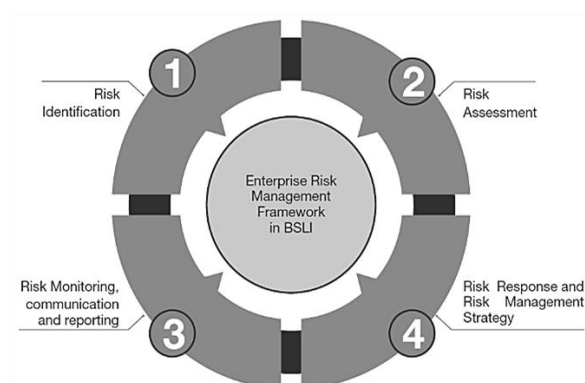 1
Risk
Identification
2
Risk
Assessment
Enterprise Risk
Management
Framework
in BSLI
Risk Monitoring,
communication
and reporting
3
4
Risk Response and
Risk Management
Strategy